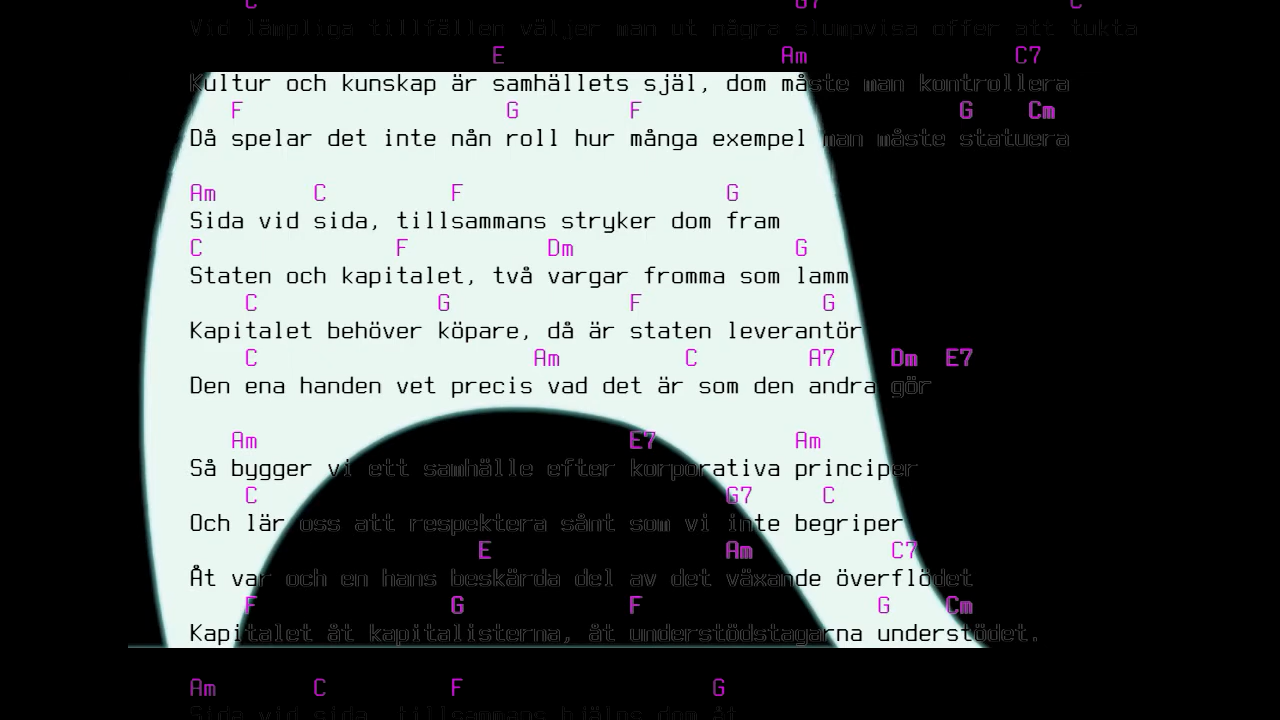 C G7 C
Vid lämpliga tillfällen väljer man ut några slumpvisa offer att tukta
E Am C7
Kultur och kunskap är samhällets själ, dom måste man kontrollera
F G F G Cm
Då spelar det inte nån roll hur många exempel man måste statuera
Am C F G
Sida vid sida, tillsammans stryker dom fram
C F Dm G
Staten och kapitalet, två vargar fromma som lamm
C G F G
Kapitalet behöver köpare, då är staten leverantör
C Am C A7 Dm E7
Den ena handen vet precis vad det är som den andra gör
Am E7 Am
Så bygger vi ett samhälle efter korporativa principer
C G7 C
Och lär oss att respektera sånt som vi inte begriper
E Am C7
Åt var och en hans beskärda del av det växande överflödet
F G F G Cm
Kapitalet åt kapitalisterna, åt understödstagarna understödet.
Am C F G
Sida vid sida, tillsammans hjälps dom åt